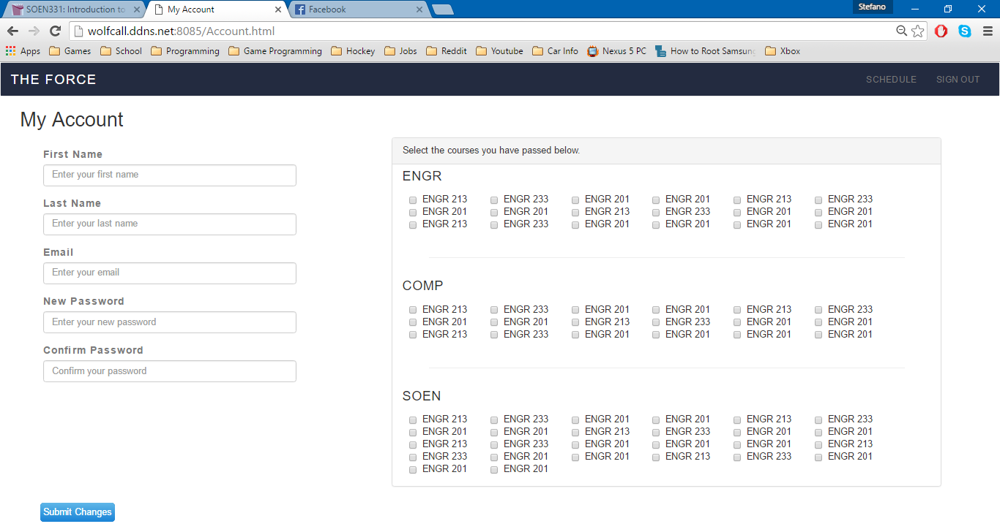 SOEN331: Introduction to
My Account
Facebook
Stefano
wolfcall.ddns.net:8085/Account.html
Apps Games School Programming Game Programming Hockey Jobs Reddit Youtube Car Info Nexus 5 PC How to Root Samsung Xbox
THE FORCE
SCHEDULE SIGN OUT
My Account
First Name
Enter your first name
Last Name
Enter your last name
Email
Enter your email
New Password
Enter your new password
Confirm Password
Confirm your password
Submit Changes
Select the courses you have passed below.
ENGR
ENGR 213 ENGR 233 ENGR 201 ENGR 201 ENGR 213 ENGR 233
ENGR 201 ENGR 201 ENGR 213 ENGR 233 ENGR 201 ENGR 201
ENGR 213 ENGR 233 ENGR 201 ENGR 201 ENGR 201 ENGR 201
COMP
ENGR 213 ENGR 233 ENGR 201 ENGR 201 ENGR 213 ENGR 233
ENGR 201 ENGR 201 ENGR 213 ENGR 233 ENGR 201 ENGR 201
ENGR 213 ENGR 233 ENGR 201 ENGR 201 ENGR 201 ENGR 201
SOEN
ENGR 213 ENGR 233 ENGR 201 ENGR 201 ENGR 213 ENGR 233
ENGR 201 ENGR 201 ENGR 213 ENGR 233 ENGR 201 ENGR 201
ENGR 213 ENGR 233 ENGR 201 ENGR 201 ENGR 201 ENGR 213
ENGR 233 ENGR 201 ENGR 201 ENGR 213 ENGR 233 ENGR 201
ENGR 201 ENGR 201